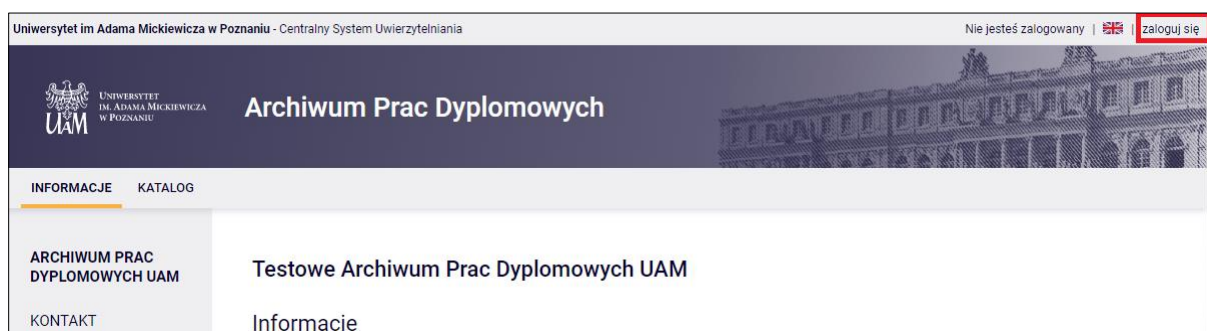 Uniwersytet im Adama Mickiewicza w Poznaniu - Centralny System Uwierzytelniania
Nie jesteś zalogowany | | zaloguj się
UNIWERSYTET
IM. ADAMA MICKIEWICZA
W POZNANIU
UAM
Archiwum Prac Dyplomowych
INFORMACJE KATALOG
ARCHIWUM PRAC
DYPLOMOWYCH UAM
KONTAKT
Testowe Archiwum Prac Dyplomowych UAM
Informacje